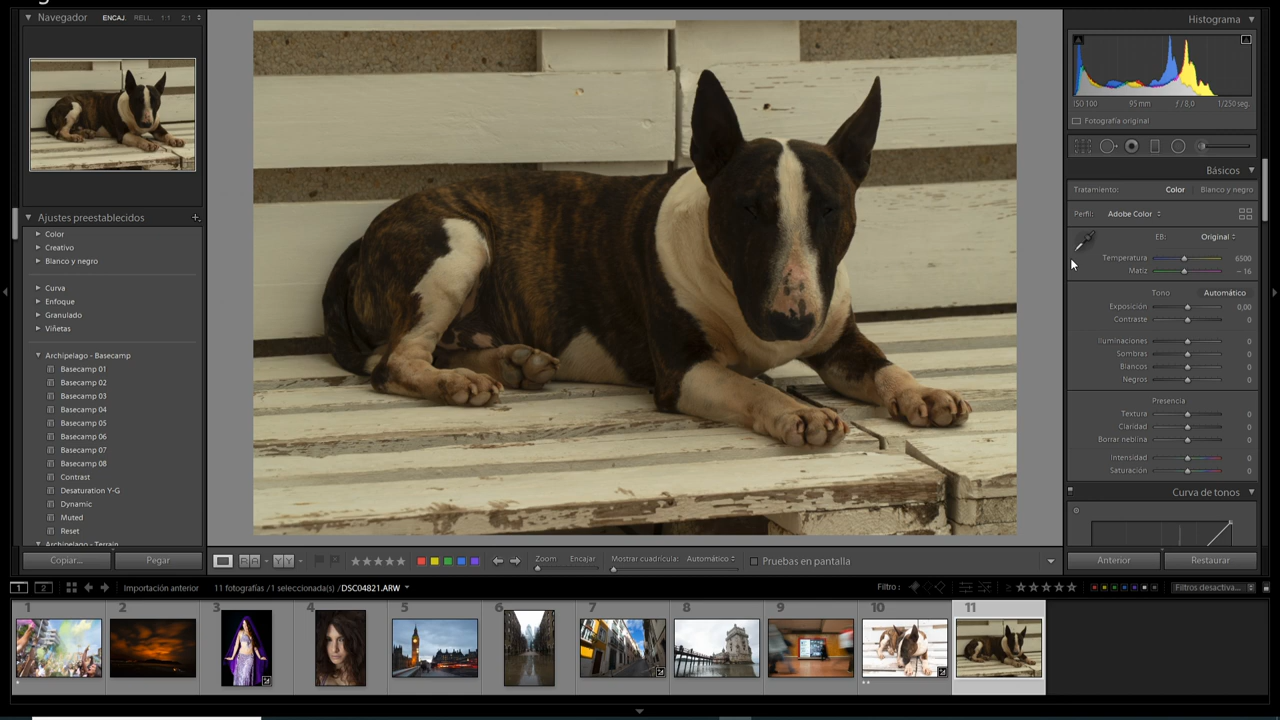 Navegador ENCAJ. RELL. 1:1 2:1
Ajustes preestablecidos +
Color
Creativo
Blanco y negro
Curva
Enfoque
Granulado
Viñetas
Archipelago - Basecamp
Basecamp 01
Basecamp 02
Basecamp 03
Basecamp 04
Basecamp 05
Basecamp 06
Basecamp 07
Basecamp 08
Contrast
Desaturation Y-G
Dynamic
Muted
Reset
Archipelago - Terrain
Copiar... Pegar
Zoom Encajar Mostrar cuadrícula: Automático Pruebas en pantalla
Histograma
ISO 100 95 mm ƒ / 8,0 1/250 seg.
Fotografía original
Básicos
Tratamiento: Color Blanco y negro
Perfil: Adobe Color
EB: Original
Temperatura 6500
Matiz − 16
Tono Automático
Exposición 0,00
Contraste 0
Iluminaciones 0
Sombras 0
Blancos 0
Negros 0
Presencia
Textura 0
Claridad 0
Borrar neblina 0
Intensidad 0
Saturación 0
Curva de tonos
Anterior Restaurar
1 2 Importación anterior 11 fotografías /1 seleccionada(s) /DSC04821.ARW Filtro : Filtros desactiva...
1 2 3 4 5 6 7 8 9 10 11